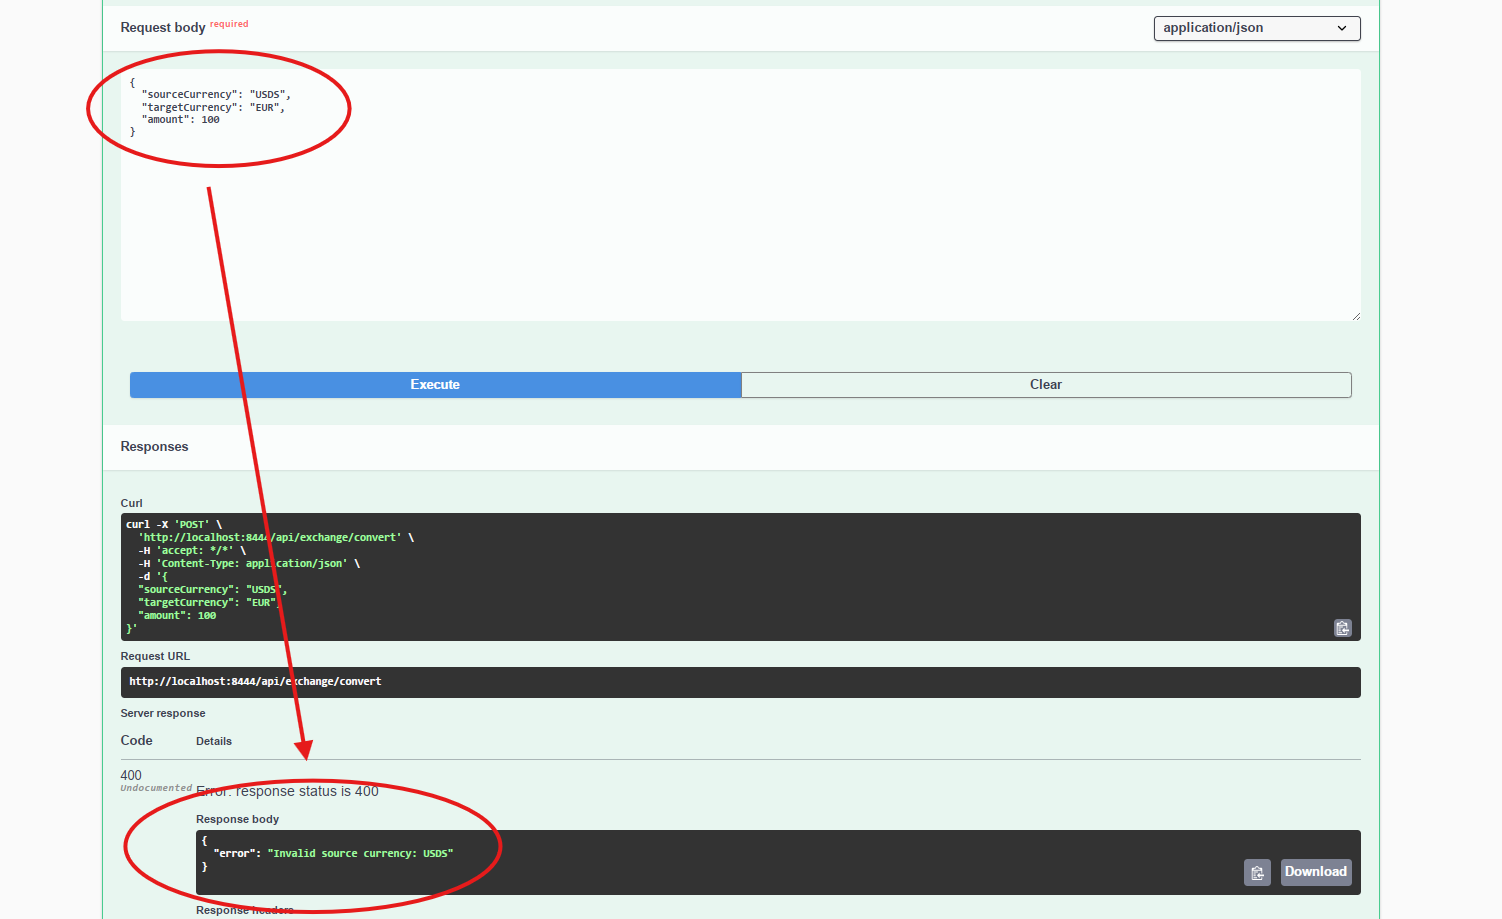 Request body required
application/json
{
  "sourceCurrency": "USDS",
  "targetCurrency": "EUR",
  "amount": 100
}
Execute
Clear
Responses
Curl
curl -X 'POST' \
  'http://localhost:8444/api/exchange/convert' \
  -H 'accept: */*' \
  -H 'Content-Type: application/json' \
  -d '{
  "sourceCurrency": "USDS",
  "targetCurrency": "EUR",
  "amount": 100
}'
Request URL
http://localhost:8444/api/exchange/convert
Server response
Code
Details
400
Undocumented
Error: response status is 400
Response body
{
  "error": "Invalid source currency: USDS"
}
Download
Response headers